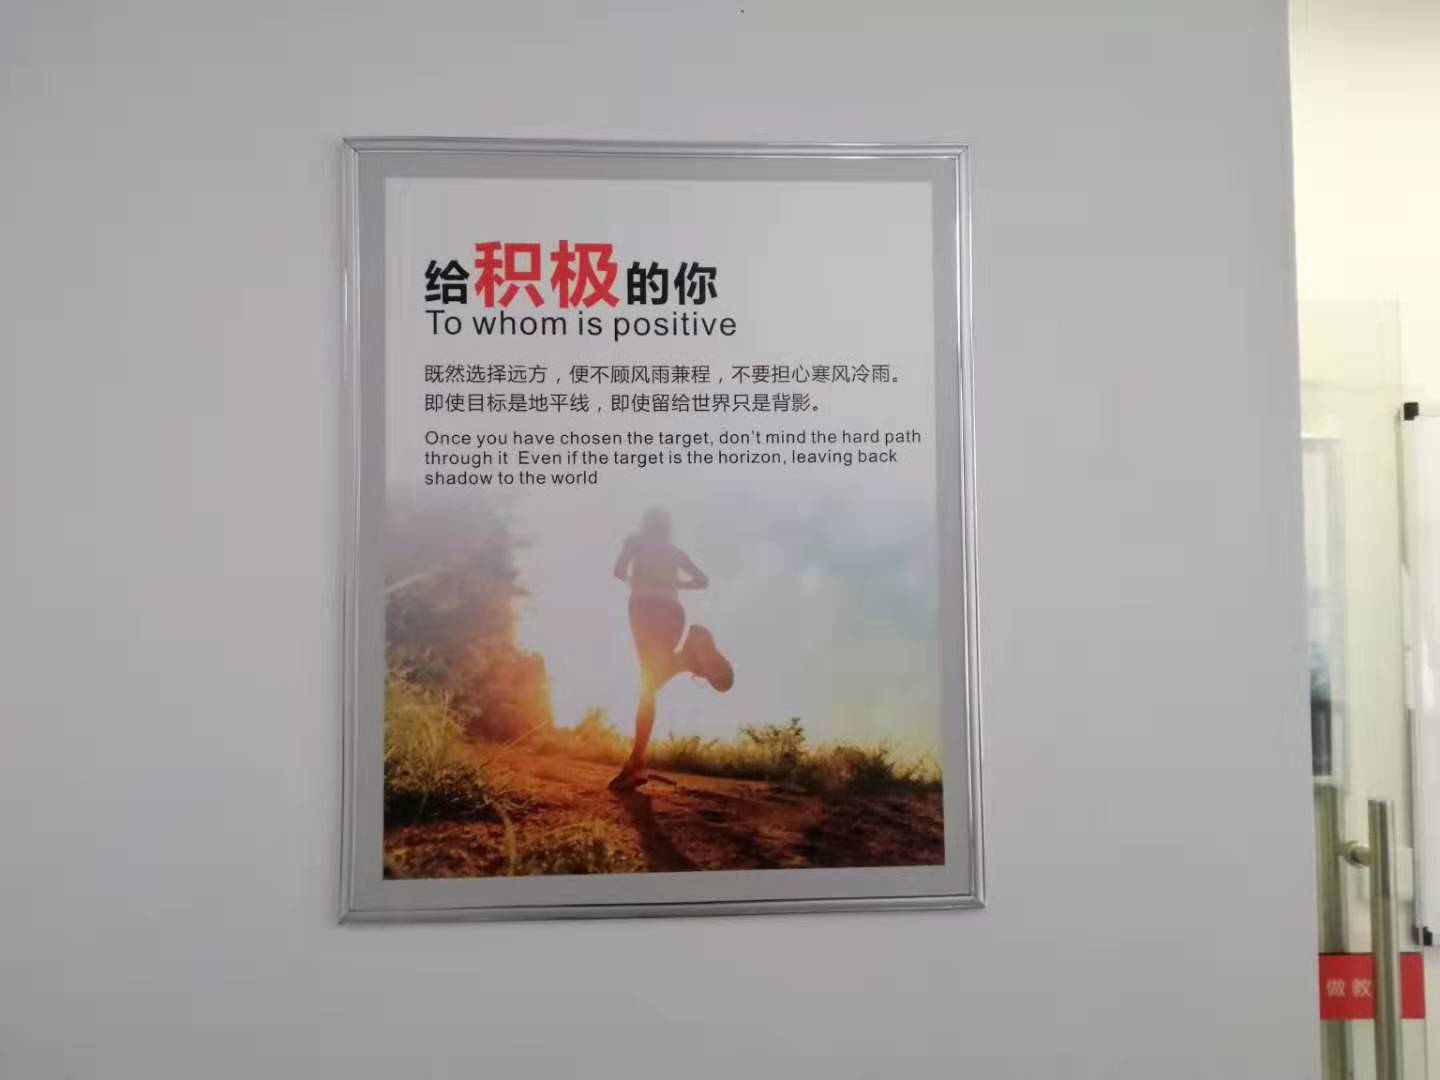 给积极的你
To whom is positive
既然选择远方，便不顾风雨兼程，不要担心寒风冷雨。
即使目标是地平线，即使留给世界只是背影。
Once you have chosen the target, don't mind the hard path
through it  Even if the target is the horizon, leaving back
shadow to the world
做教